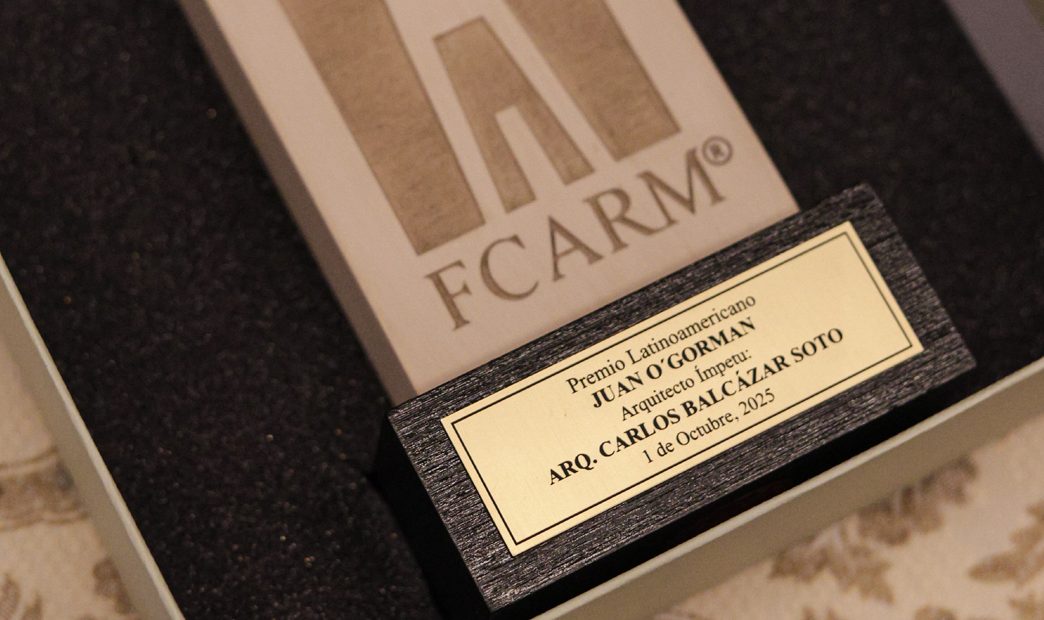 FCARM®
Premio Latinoamericano
JUAN O´GORMAN
Arquitecto Ímpetu:
ARQ. CARLOS BALCÁZAR SOTO
1 de Octubre, 2025